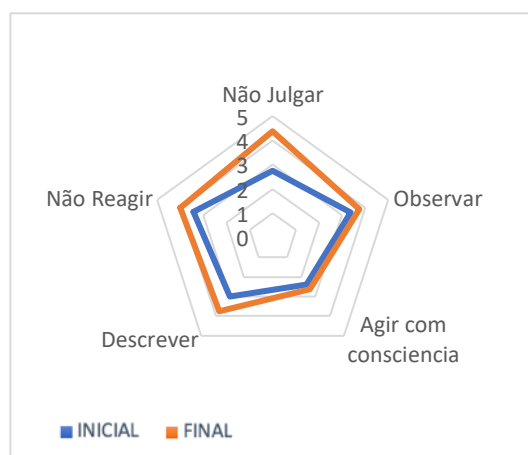 Não Julgar
5
4
3
2
1
0
Não Reagir
Observar
Descrever
Agir com
consciencia
INICIAL
FINAL